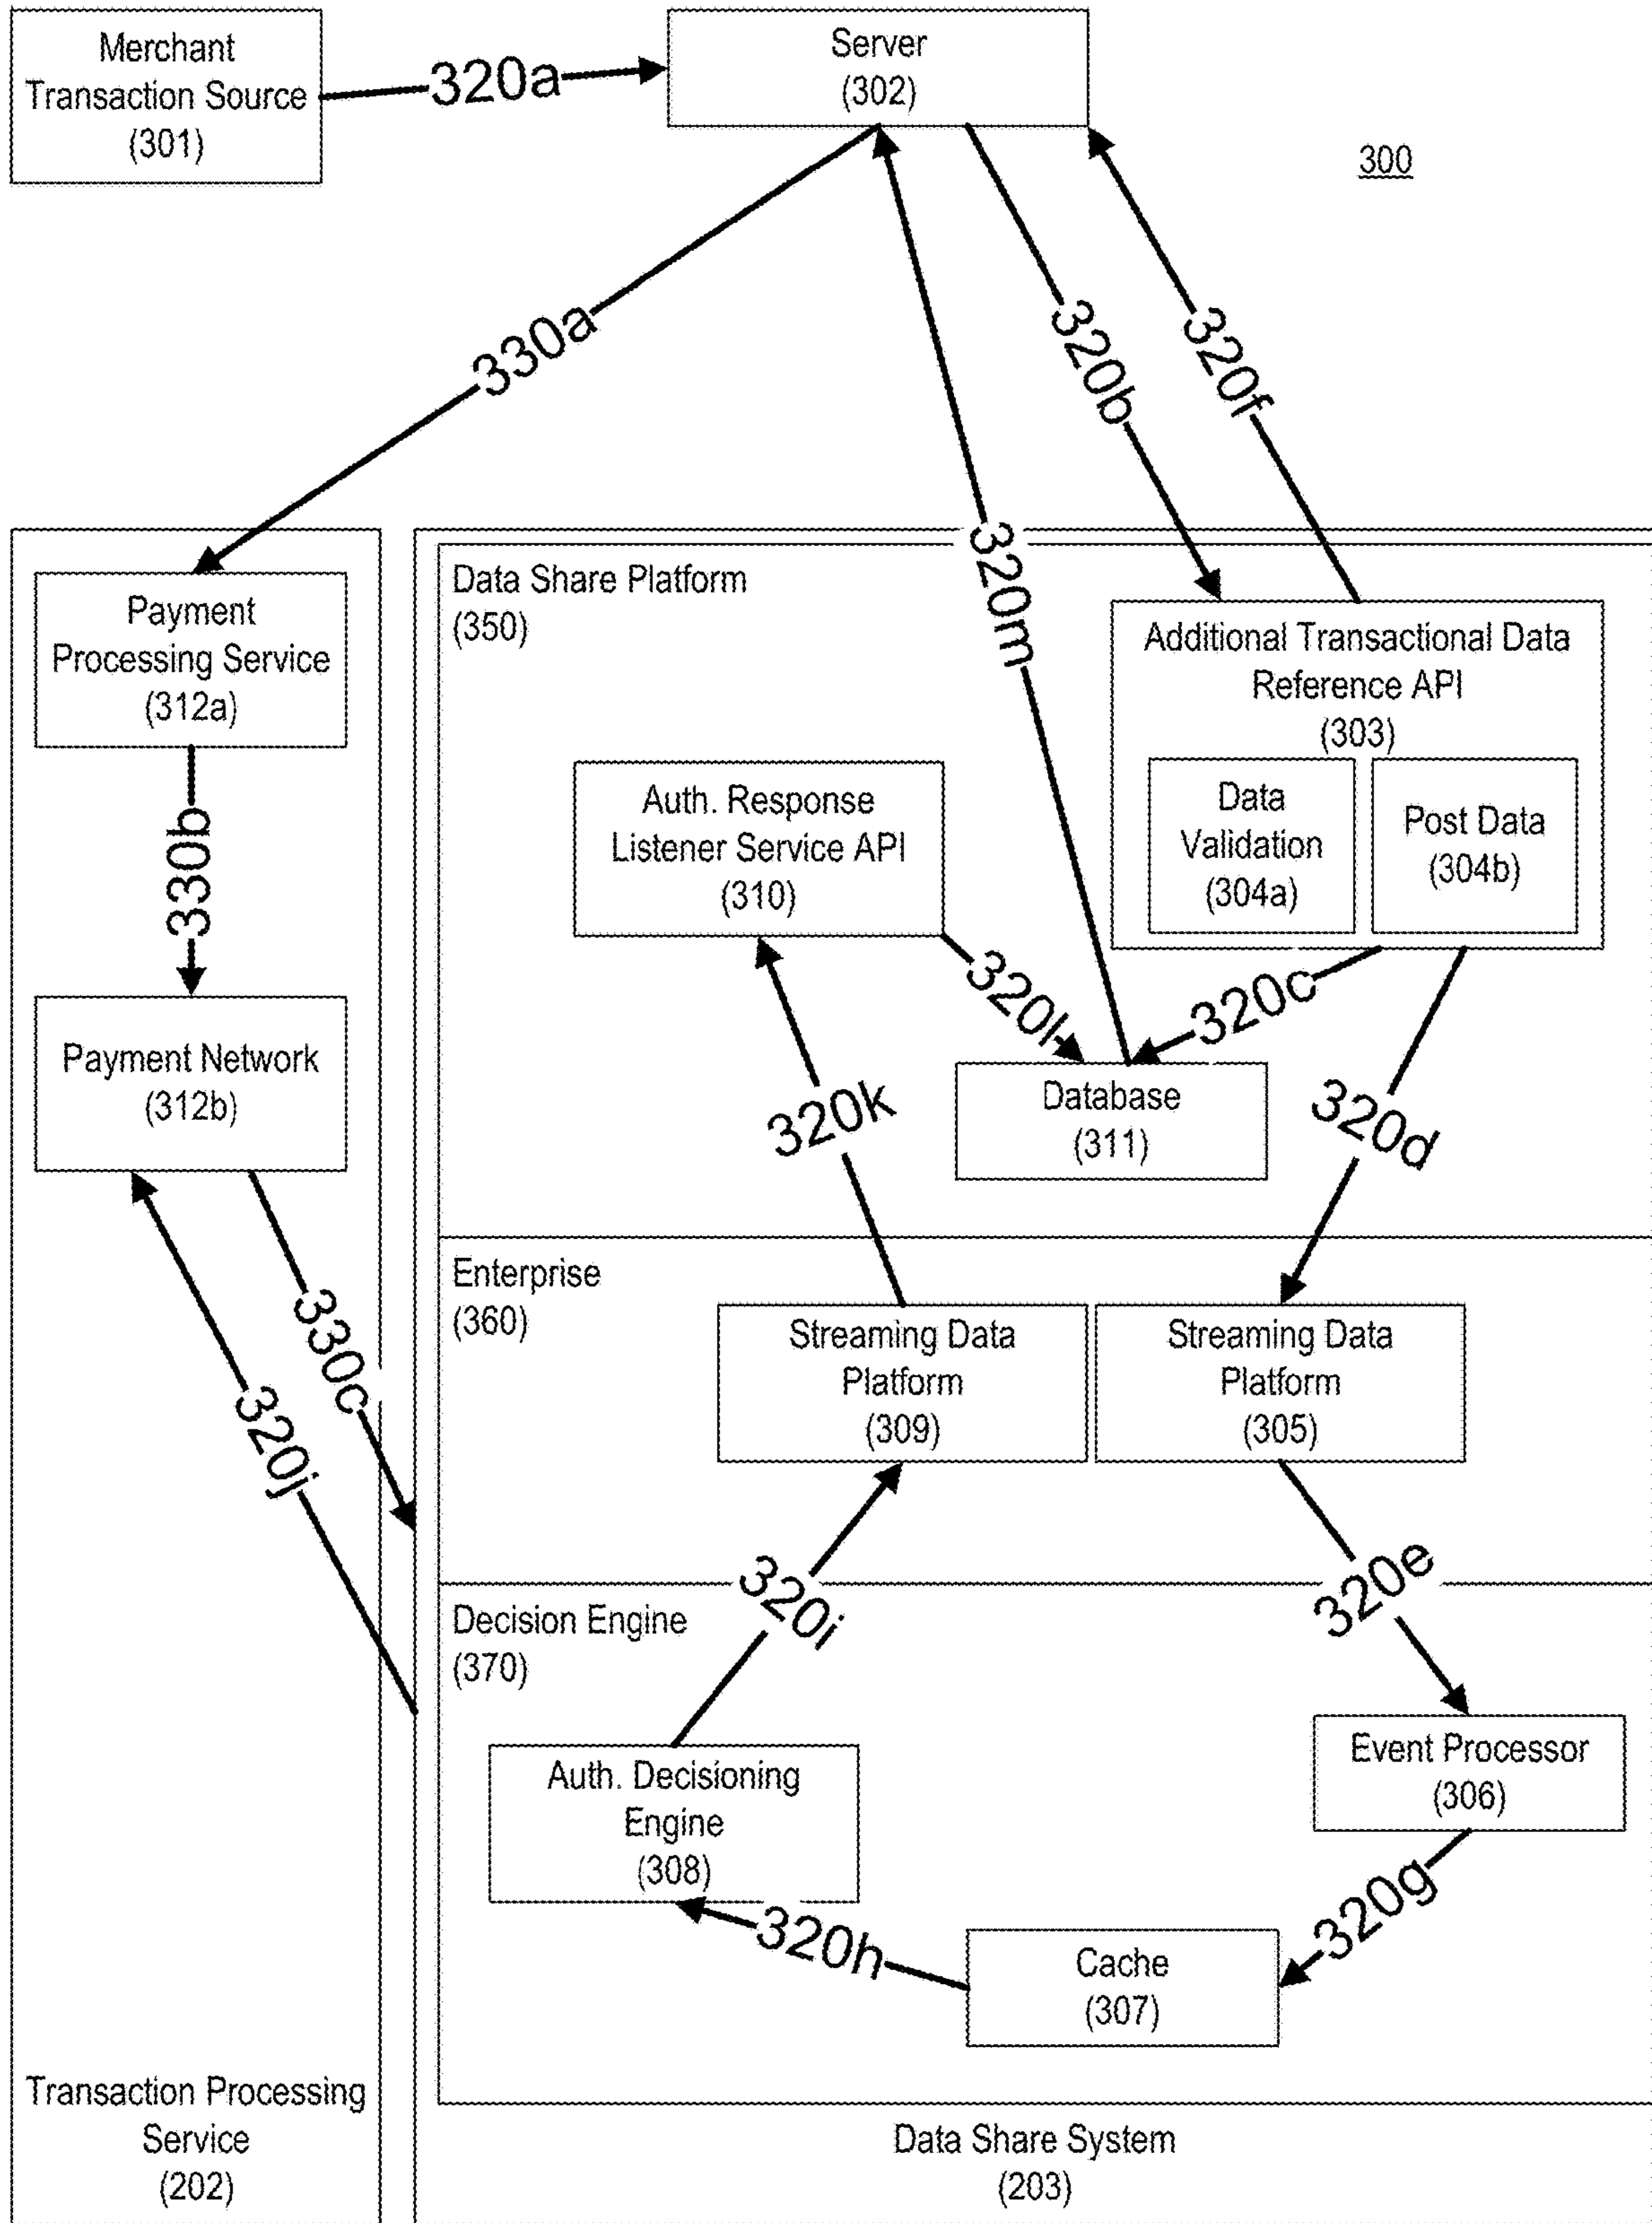 Merchant
Transaction Source
(301)
320a
Server
(302)
300
330a
320b
320f
320m
Payment
Processing Service
(312a)
330b
Payment Network
(312b)
330c
320j
Transaction Processing
Service
(202)
Data Share Platform
(350)
Additional Transactional Data
Reference API
(303)
Data
Validation
(304a)
Post Data
(304b)
Auth. Response
Listener Service API
(310)
320l
320c
Database
(311)
320k
320d
Enterprise
(360)
Streaming Data
Platform
(309)
Streaming Data
Platform
(305)
320i
320e
Decision Engine
(370)
Auth. Decisioning
Engine
(308)
Event Processor
(306)
320h
320g
Cache
(307)
Data Share System
(203)